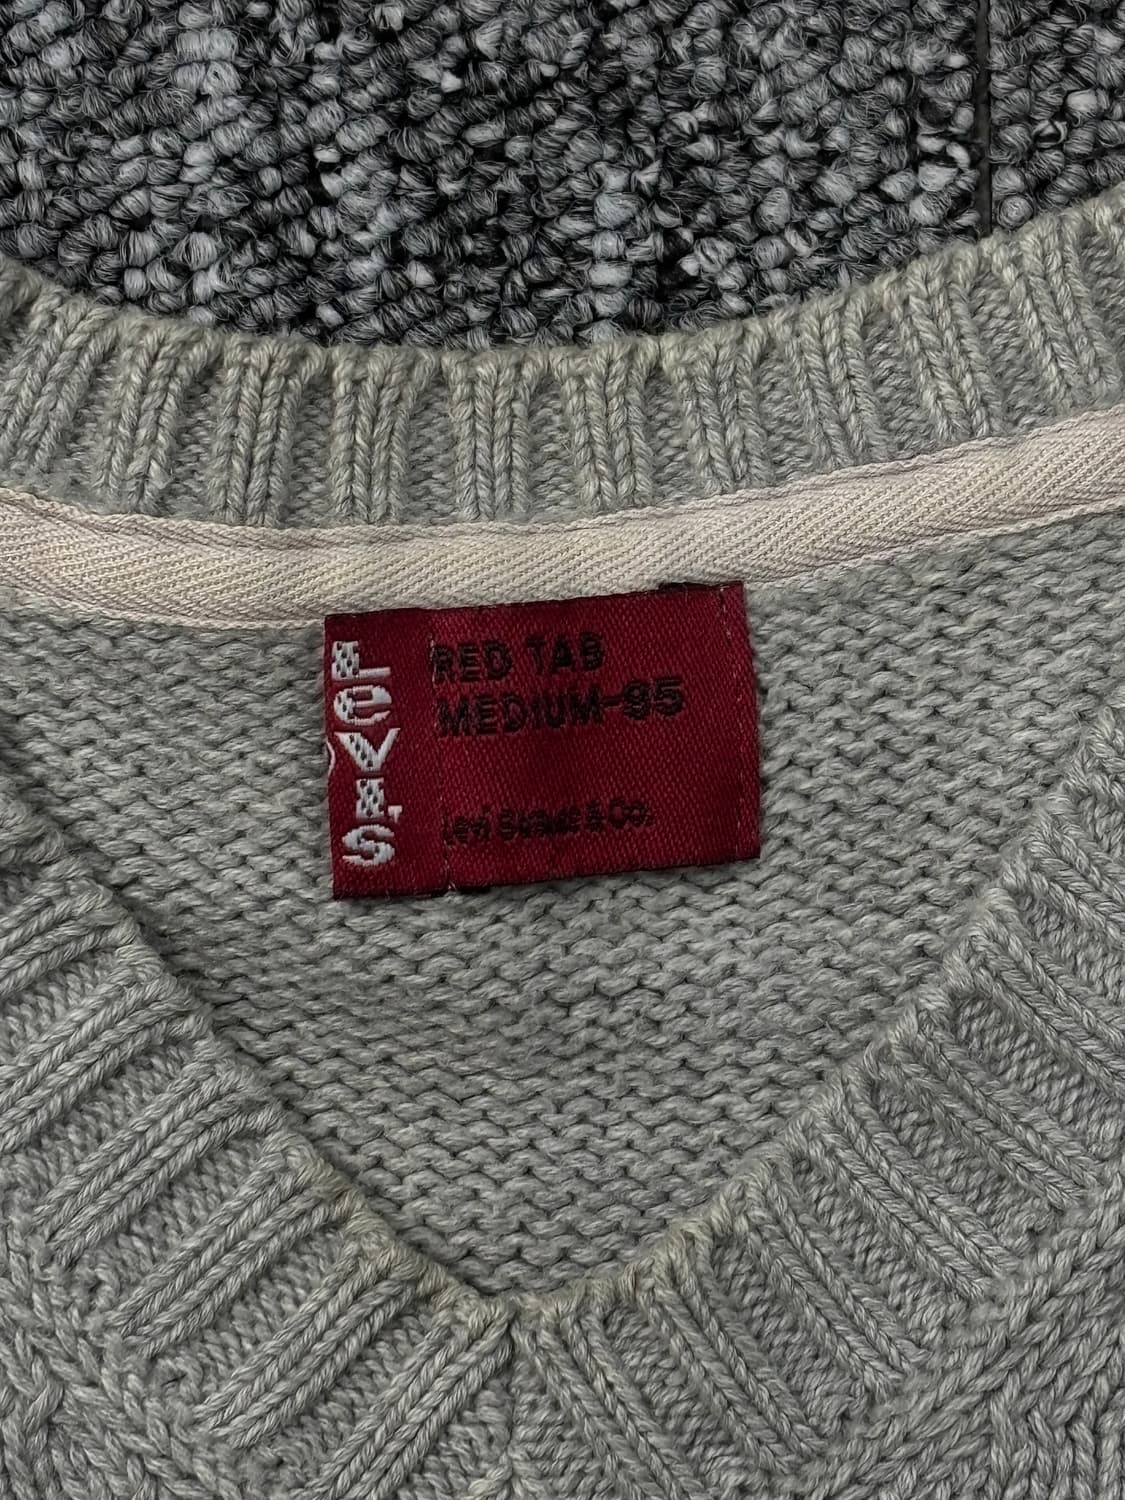 LEVI'S
RED TAB
MEDIUM-95
Levi Strauss & Co.